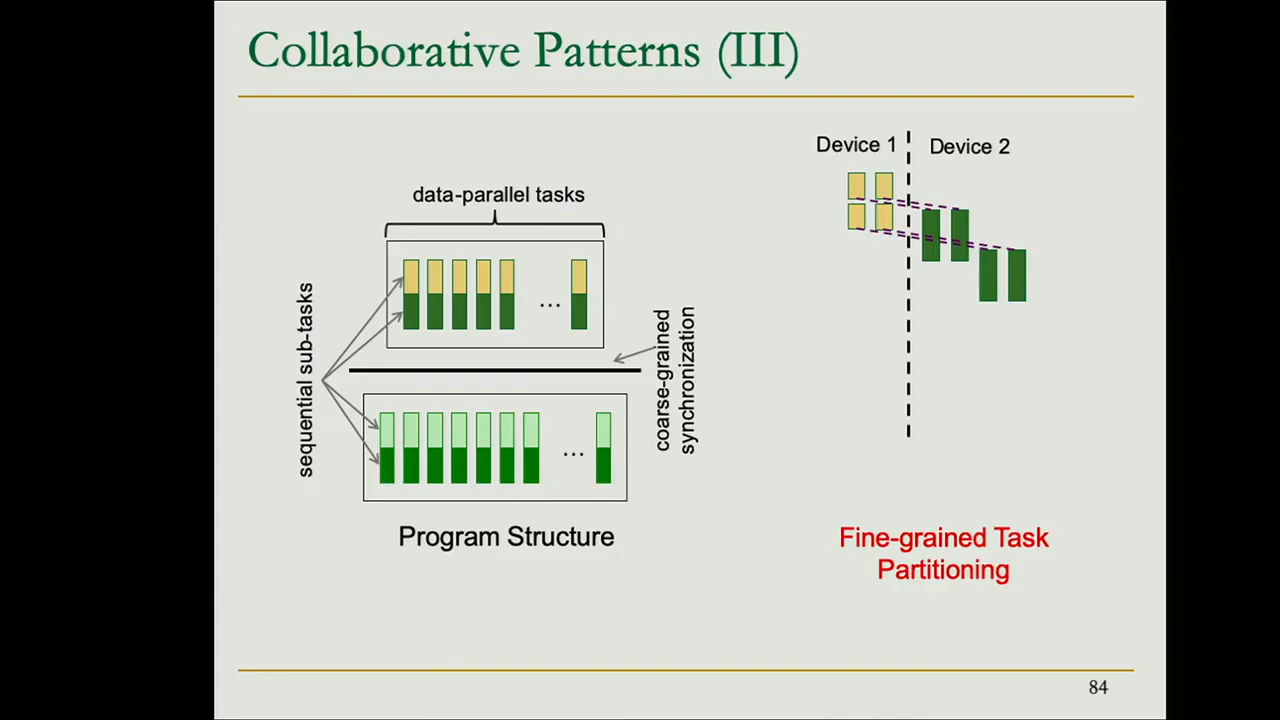 Collaborative Patterns (III)
Device 1
Device 2
data-parallel tasks
...
sequential sub-tasks
coarse-grained
synchronization
...
Program Structure
Fine-grained Task
Partitioning
84